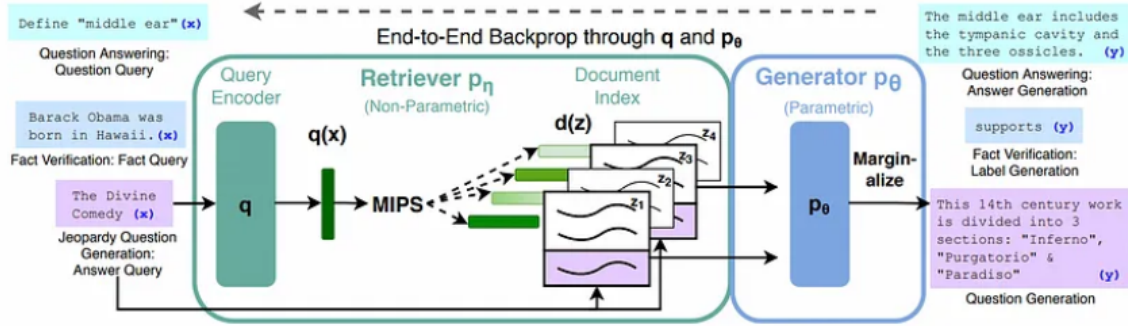 Define "middle ear" (x)
Question Answering:
Question Query
Barack Obama was
born in Hawaii. (x)
Fact Verification: Fact Query
The Divine
Comedy (x)
Jeopardy Question
Generation:
Answer Query
End-to-End Backprop through q and pθ
Query
Encoder
q
Retriever pη
(Non-Parametric)
q(x)
MIPS
Document
Index
d(z)
z4
z3
z2
z1
Generator pθ
(Parametric)
pθ
Margin-
alize
The middle ear includes
the tympanic cavity and
the three ossicles. (y)
Question Answering:
Answer Generation
supports (y)
Fact Verification:
Label Generation
This 14th century work
is divided into 3
sections: "Inferno",
"Purgatorio" &
"Paradiso" (y)
Question Generation